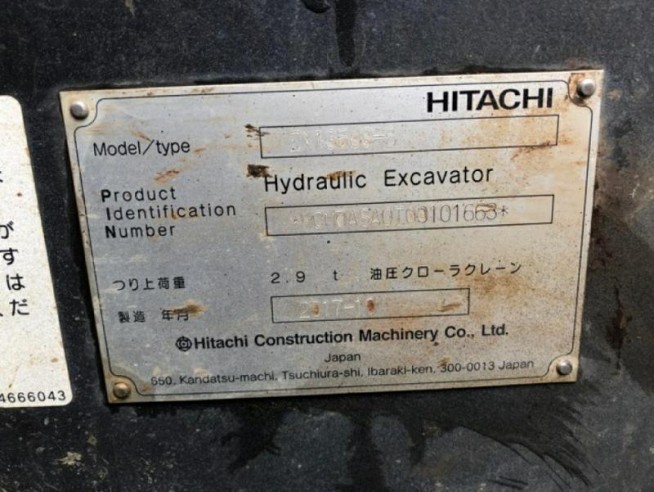 HITACHI
Model/type
Hydraulic Excavator
Product
Identification
Number
つり上荷重 2.9 t 油圧クローラクレーン
製造 年月
Hitachi Construction Machinery Co., Ltd.
Japan
650, Kandatsu-machi, Tsuchiura-shi, Ibaraki-ken, 300-0013 Japan
が
す
は
だ
4666043